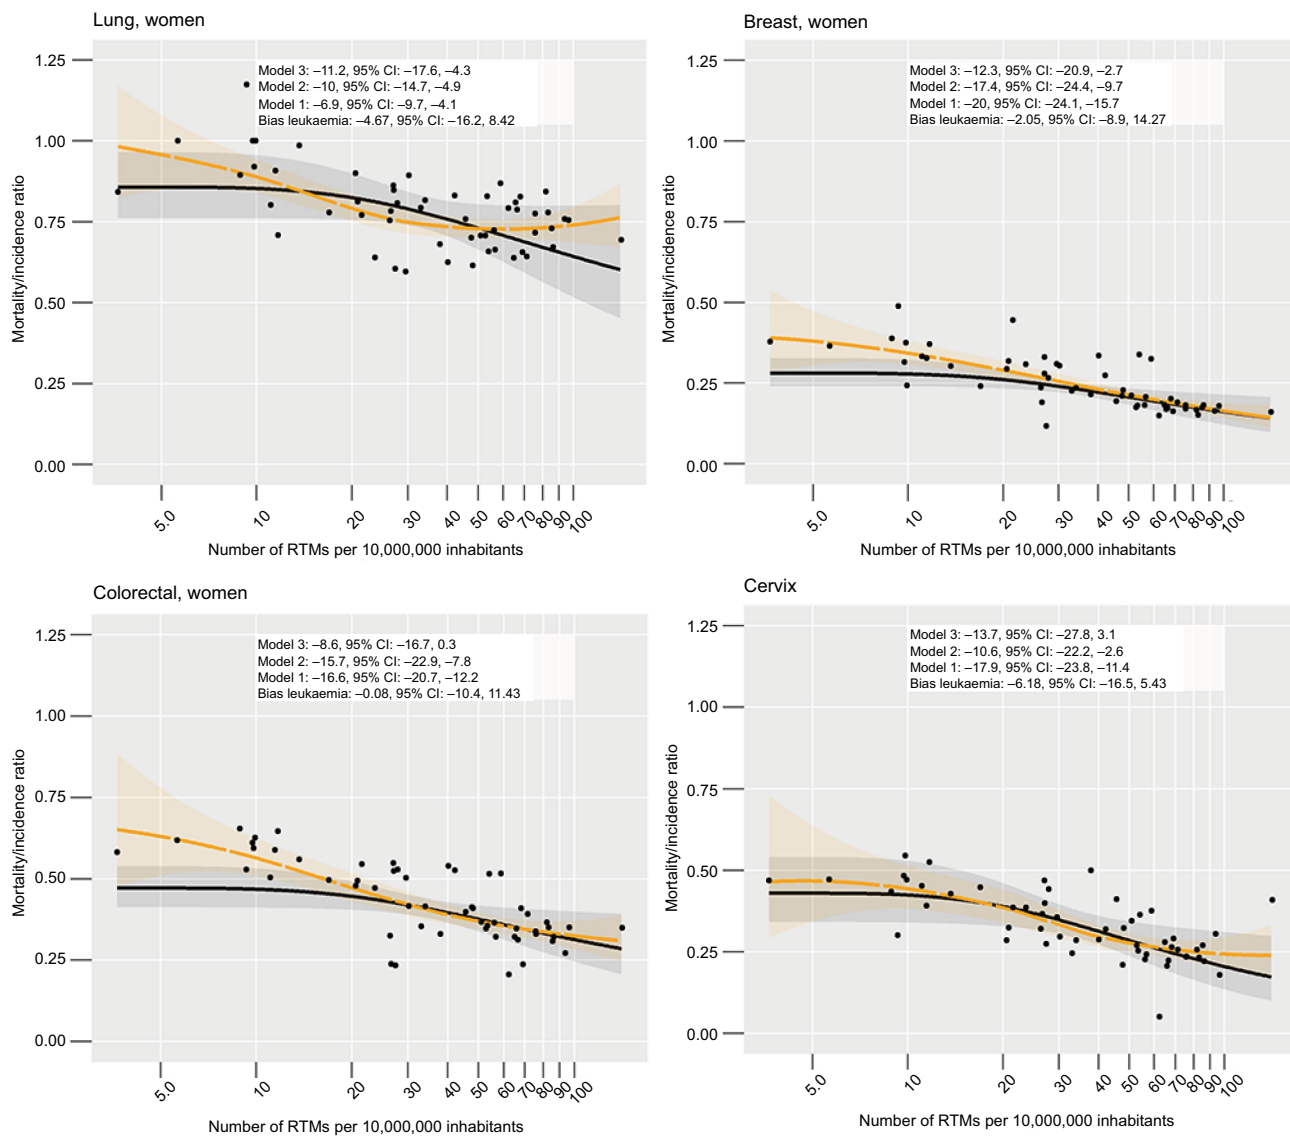 Lung, women
1.25
1.00
0.75
0.50
0.25
0.00
Mortality/incidence ratio
Model 3: –11.2, 95% CI: –17.6, –4.3
Model 2: –10, 95% CI: –14.7, –4.9
Model 1: –6.9, 95% CI: –9.7, –4.1
Bias leukaemia: –4.67, 95% CI: –16.2, 8.42
5.0 10 20 30 40 50 60 70 80 90 100
Number of RTMs per 10,000,000 inhabitants
Breast, women
1.25
1.00
0.75
0.50
0.25
0.00
Mortality/incidence ratio
Model 3: –12.3, 95% CI: –20.9, –2.7
Model 2: –17.4, 95% CI: –24.4, –9.7
Model 1: –20, 95% CI: –24.1, –15.7
Bias leukaemia: –2.05, 95% CI: –8.9, 14.27
5.0 10 20 30 40 50 60 70 80 90 100
Number of RTMs per 10,000,000 inhabitants
Colorectal, women
1.25
1.00
0.75
0.50
0.25
0.00
Mortality/incidence ratio
Model 3: –8.6, 95% CI: –16.7, 0.3
Model 2: –15.7, 95% CI: –22.9, –7.8
Model 1: –16.6, 95% CI: –20.7, –12.2
Bias leukaemia: –0.08, 95% CI: –10.4, 11.43
5.0 10 20 30 40 50 60 70 80 90 100
Number of RTMs per 10,000,000 inhabitants
Cervix
1.25
1.00
0.75
0.50
0.25
0.00
Mortality/incidence ratio
Model 3: –13.7, 95% CI: –27.8, 3.1
Model 2: –10.6, 95% CI: –22.2, –2.6
Model 1: –17.9, 95% CI: –23.8, –11.4
Bias leukaemia: –6.18, 95% CI: –16.5, 5.43
5.0 10 20 30 40 50 60 70 80 90 100
Number of RTMs per 10,000,000 inhabitants